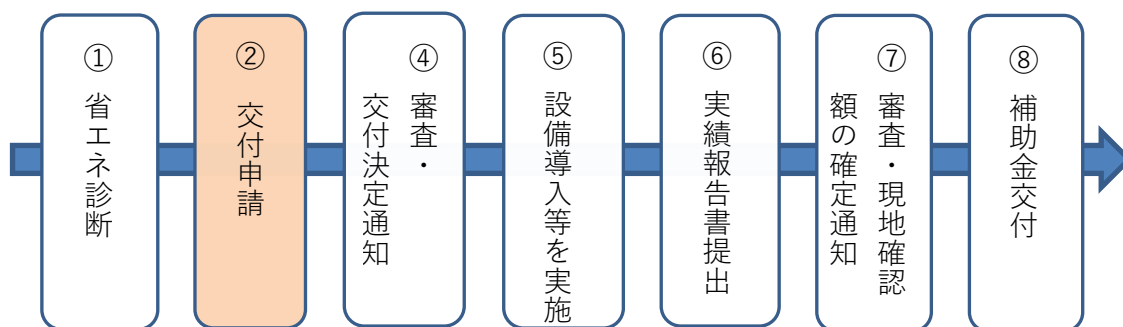 ①
省エネ診断
②
交付申請
④
審査・
交付決定通知
⑤
設備導入等を実施
⑥
実績報告書提出
⑦
審査・現地確認
額の確定通知
⑧
補助金交付